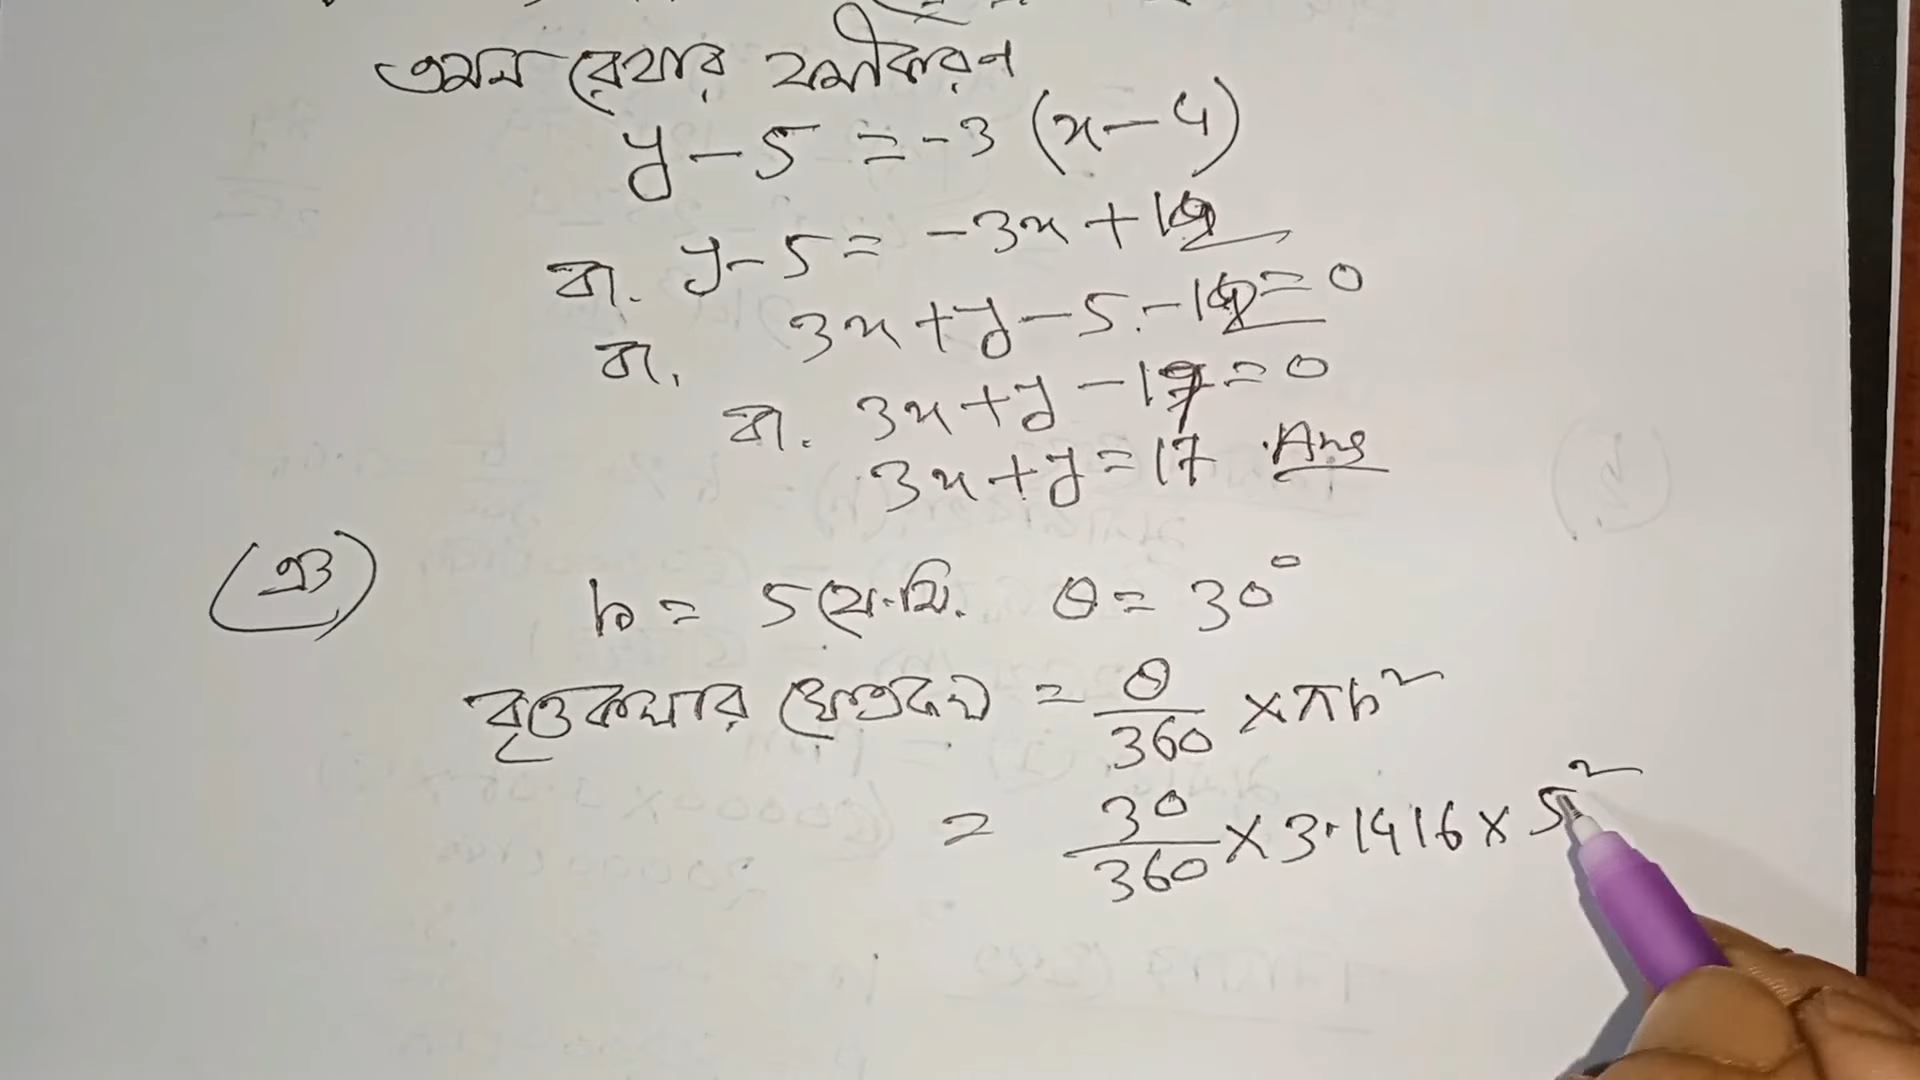 এমন রেখার সমীকরণ
y - 5 = -3 (x - 4)
বা. y - 5 = -3x + 12
বা. 3x + y - 5 - 12 = 0
বা. 3x + y - 17 = 0
3x + y = 17 Ans
(ঞ) r = 5 সে.মি. θ = 30°
বৃত্তকলার ক্ষেত্রফল = θ/360 × πr²
= 30/360 × 3.1416 × 5²